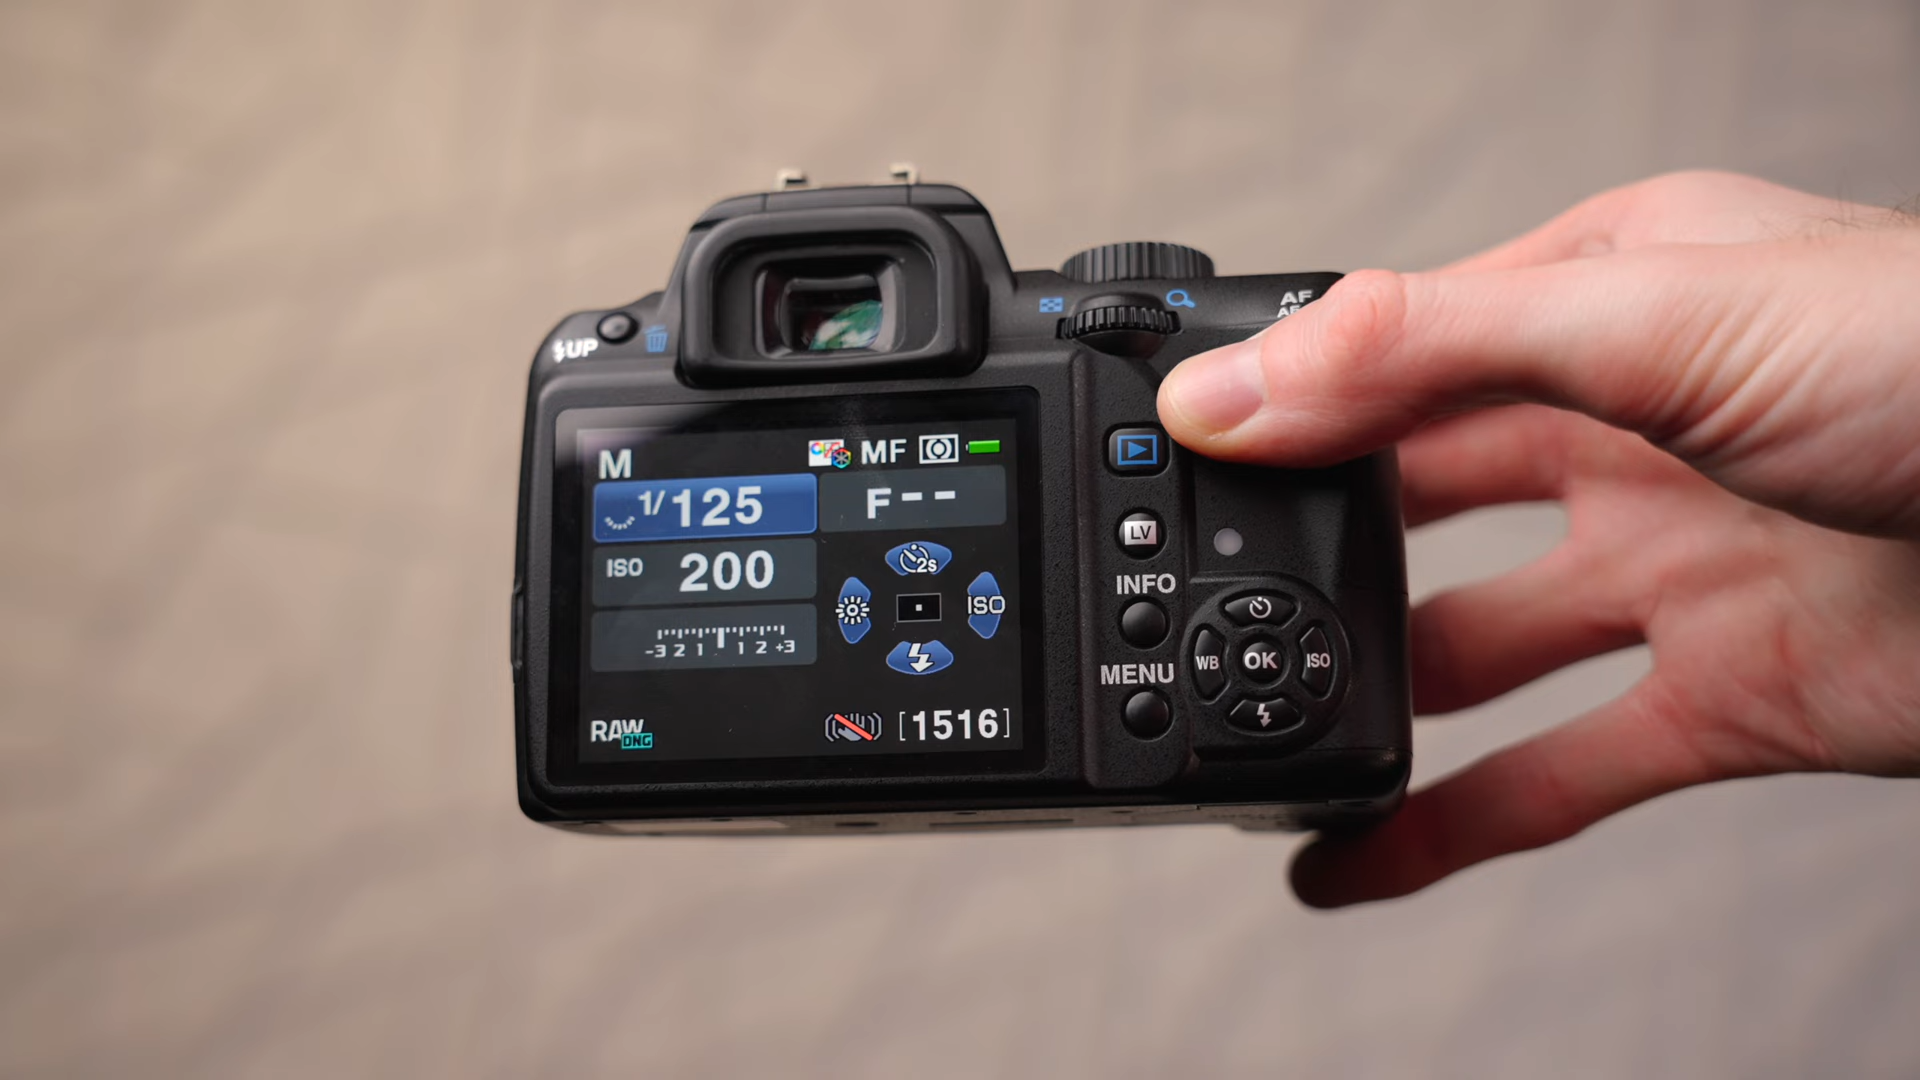 AF
⚡UP
M
MF
1/125
F--
ISO 200
2s
ISO
-3 2 1 1 2 +3
RAW
DNG
[1516]
LV
INFO
MENU
WB
OK
ISO